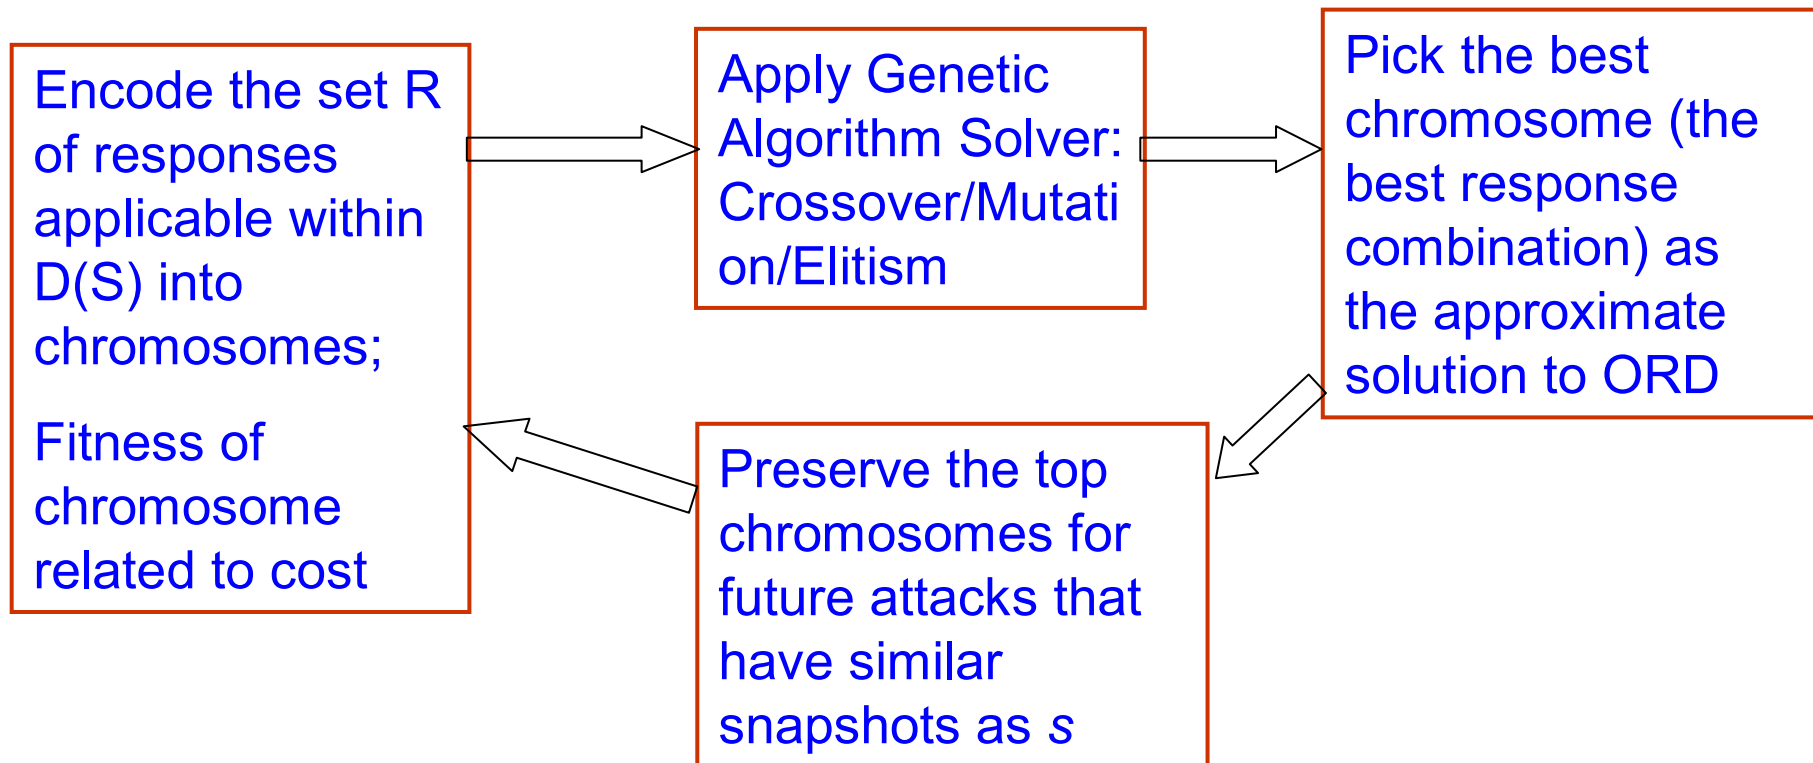 Encode the set R
of responses
applicable within
D(S) into
chromosomes;
Fitness of
chromosome
related to cost
Apply Genetic
Algorithm Solver:
Crossover/Mutati
on/Elitism
Pick the best
chromosome (the
best response
combination) as
the approximate
solution to ORD
Preserve the top
chromosomes for
future attacks that
have similar
snapshots as s